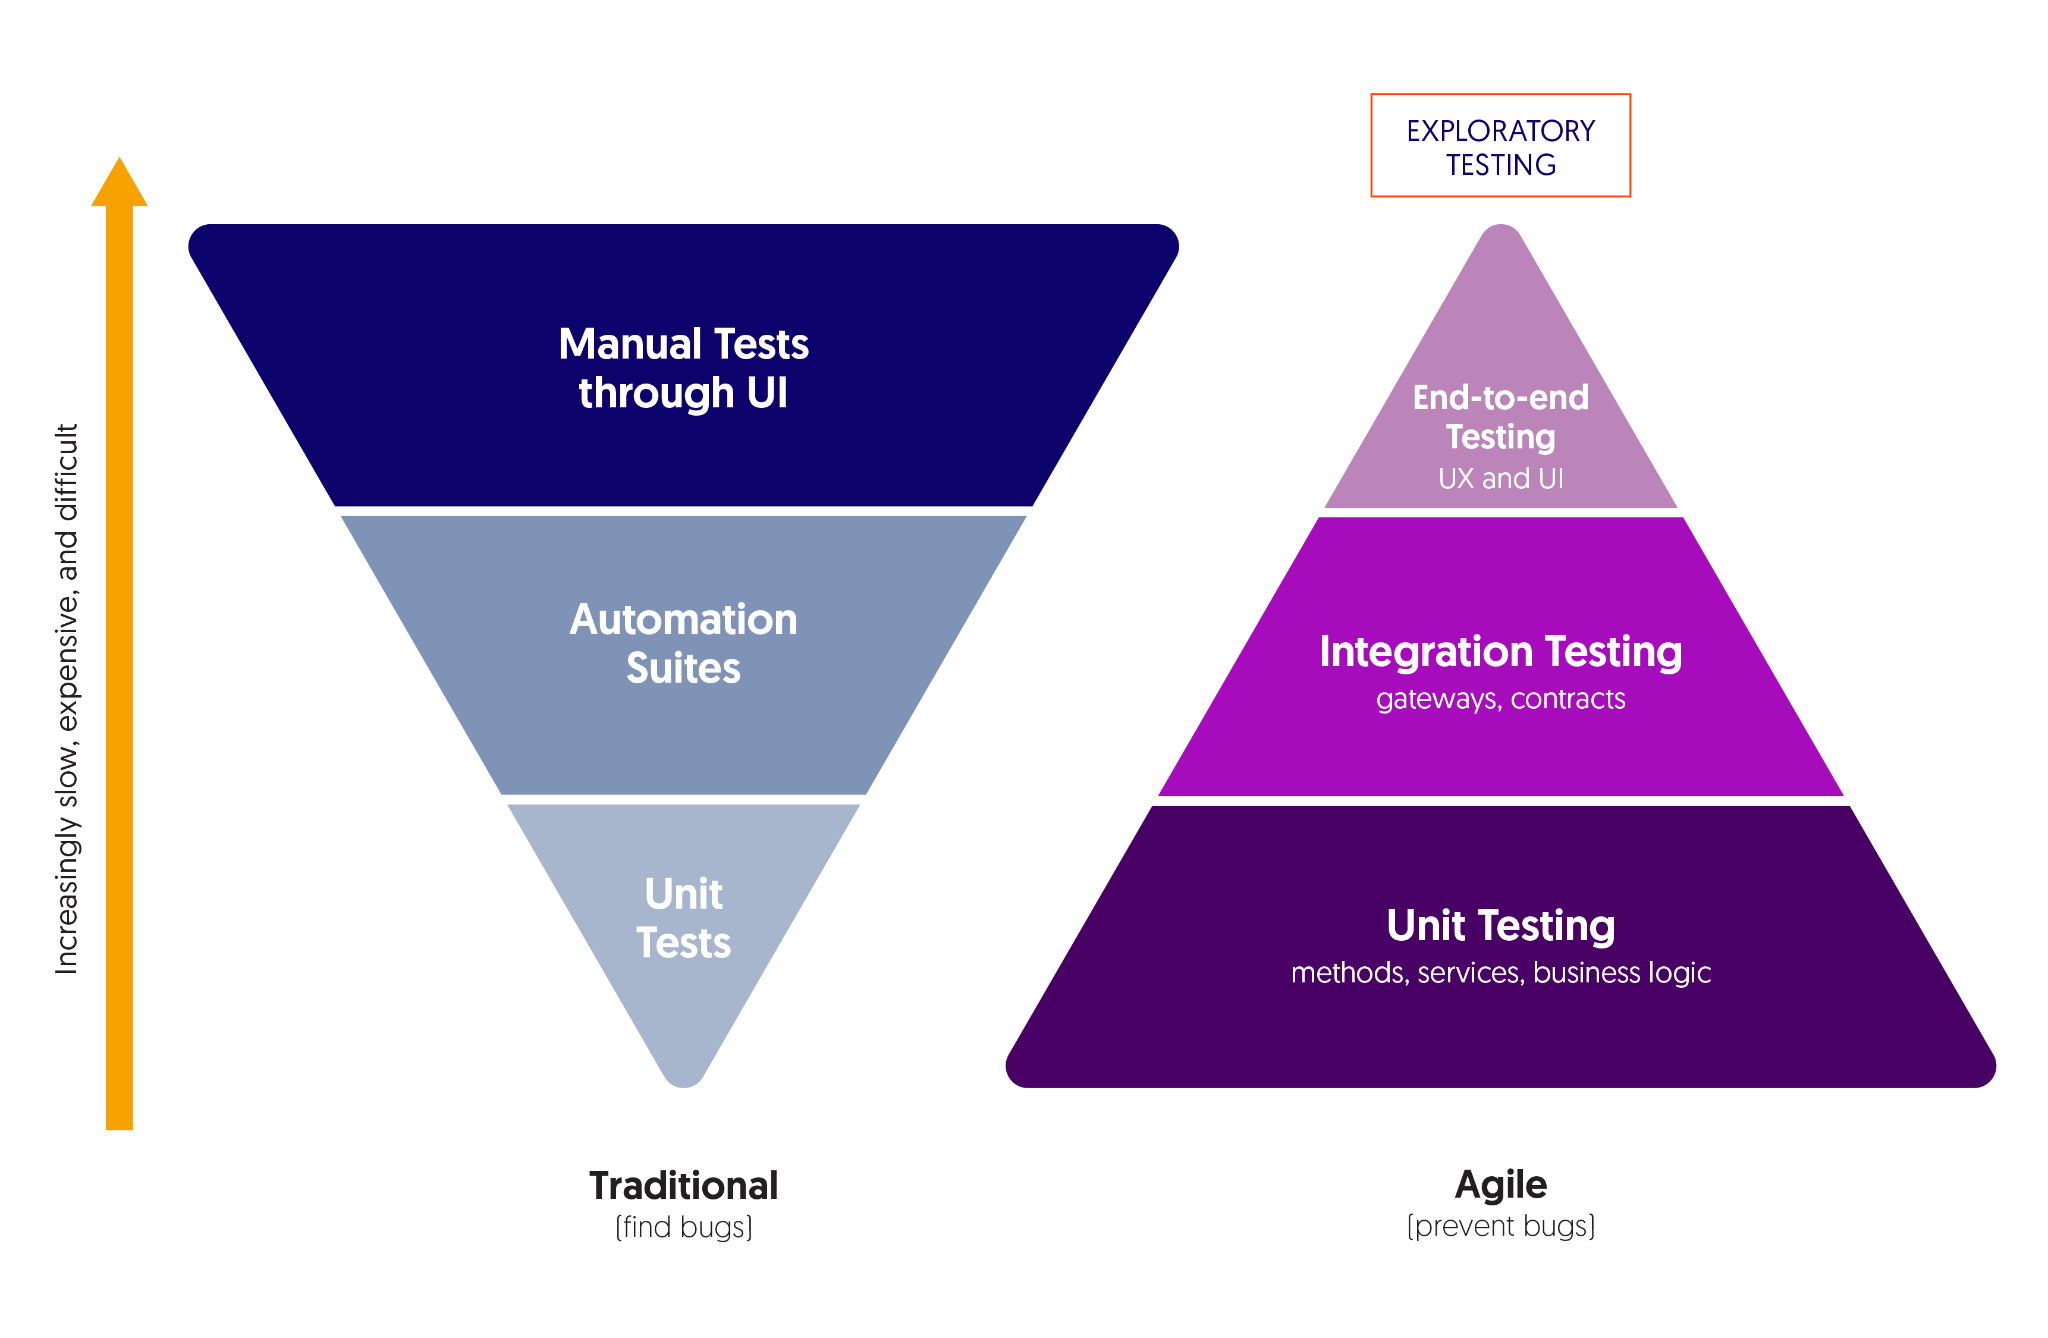 Increasingly slow, expensive, and difficult
Manual Tests
through UI
Automation
Suites
Unit
Tests
Traditional
(find bugs)
EXPLORATORY
TESTING
End-to-end
Testing
UX and UI
Integration Testing
gateways, contracts
Unit Testing
methods, services, business logic
Agile
(prevent bugs)